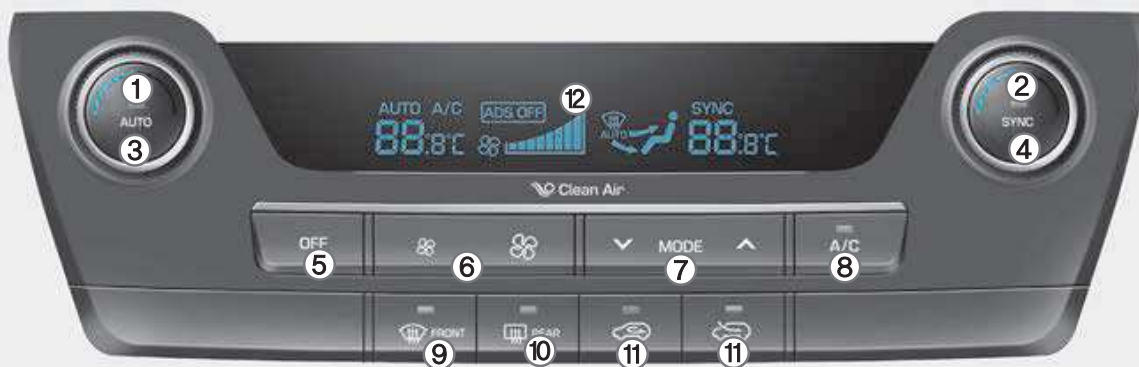 ① ②
AUTO SYNC
③ ④
AUTO A/C ADS OFF ⑫ SYNC
88:8°C AUTO 88:8°C
Clean Air
OFF MODE A/C
⑤ ⑥ ⑦ ⑧
FRONT REAR
⑨ ⑩ ⑪ ⑪